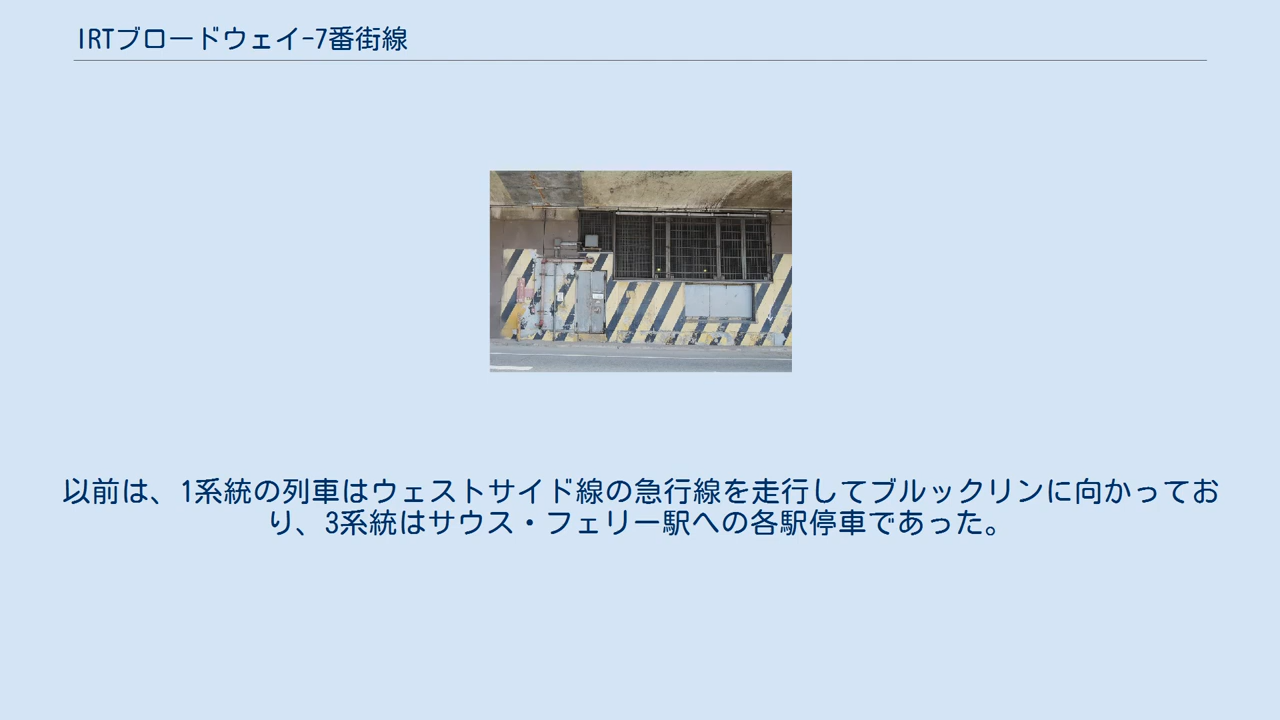 IRTブロードウェイ-7番街線
以前は、1系統の列車はウェストサイド線の急行線を走行してブルックリンに向かってお
り、3系統はサウス・フェリー駅への各駅停車であった。